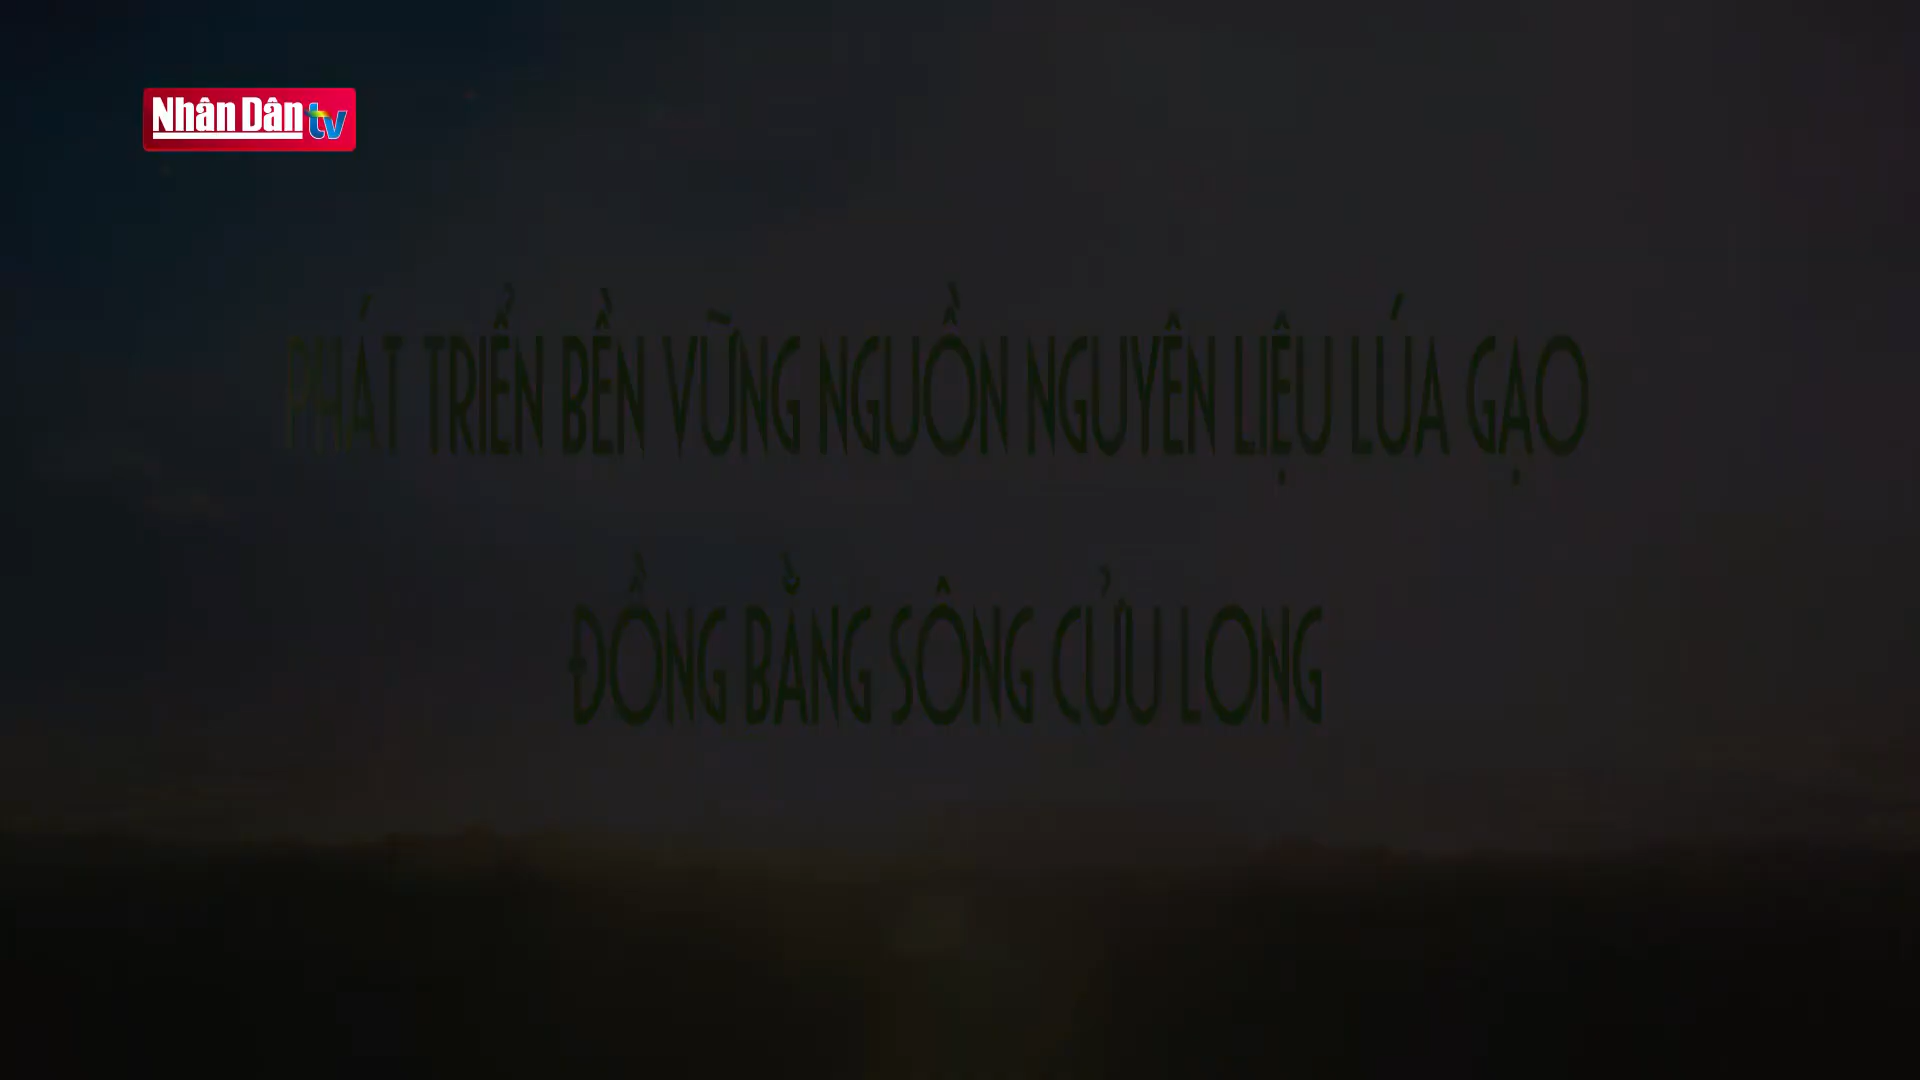 Nhân Dân tv
PHÁT TRIỂN BỀN VỮNG NGUỒN NGUYÊN LIỆU LÚA GẠO
ĐỒNG BẰNG SÔNG CỬU LONG